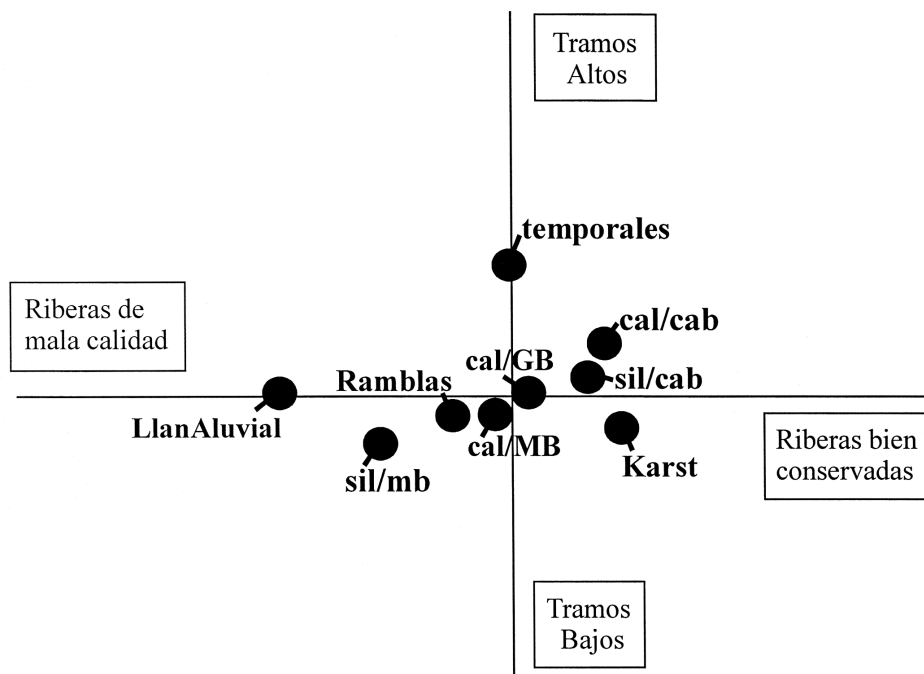 Tramos
Altos
temporales
Riberas de
mala calidad
cal/cab
cal/GB
sil/cab
Ramblas
LlanAluvial
cal/MB
Riberas bien
conservadas
Karst
sil/mb
Tramos
Bajos